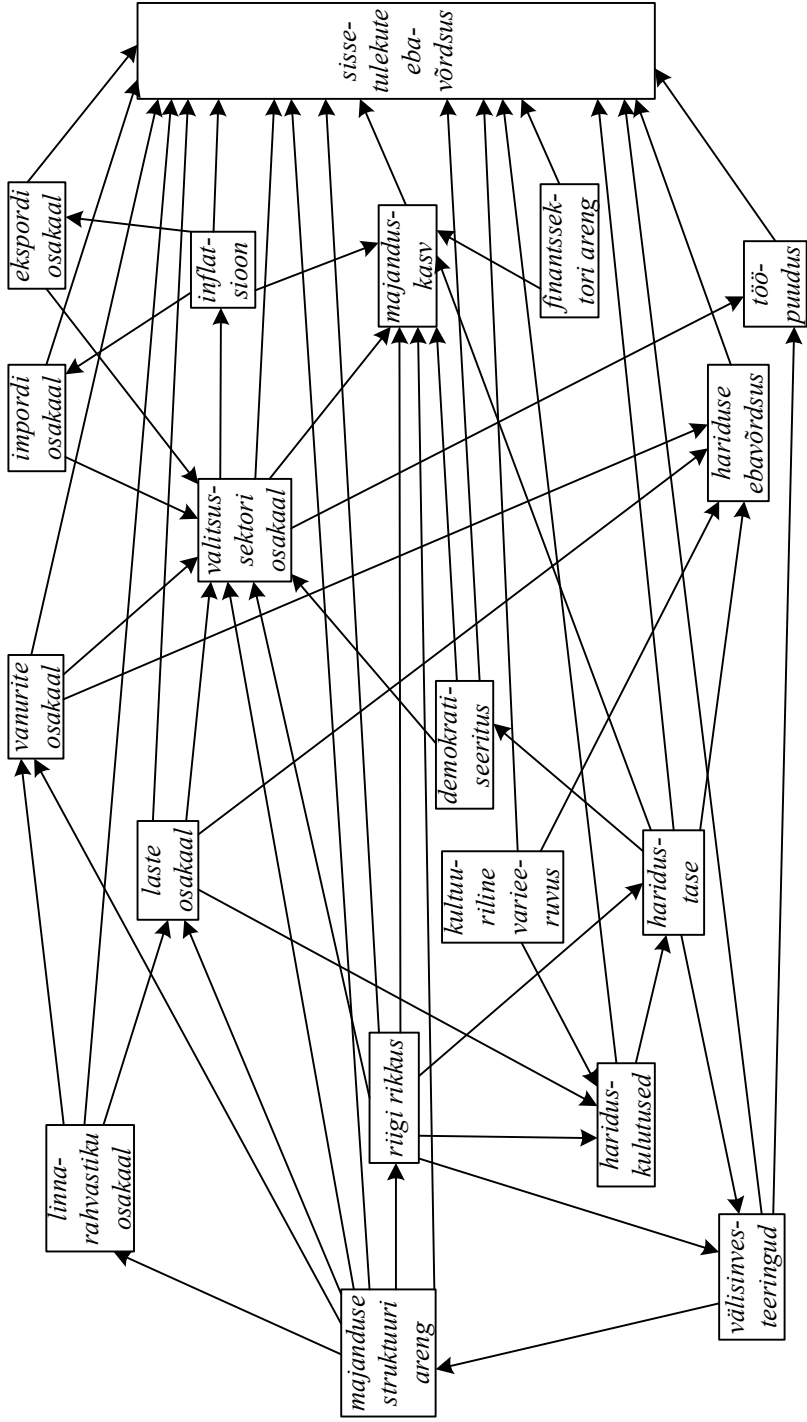 sisse-
tulekute
eba-
võrdsus
ekspordi
osakaal
impordi
osakaal
inflat-
sioon
majandus-
kasv
finantssek-
tori areng
töö-
puudus
hariduse
ebavõrdsus
valitsus-
sektori
osakaal
vanurite
osakaal
laste
osakaal
demokrati-
seeritus
kultuu-
riline
variee-
ruvus
haridus-
tase
linna-
rahvastiku
osakaal
riigi rikkus
haridus-
kulutused
majanduse
struktuuri
areng
välisinves-
teeringud